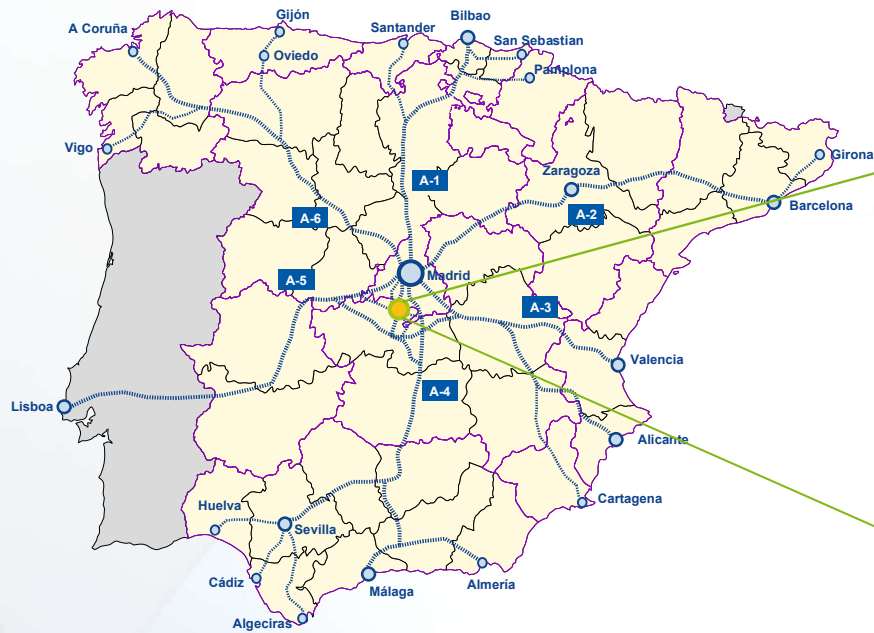 Gijón
Bilbao
A Coruña
Santander
San Sebastian
Oviedo
Pamplona
Vigo
Girona
Zaragoza
A-1
Barcelona
A-2
A-6
Madrid
A-5
A-3
Valencia
A-4
Lisboa
Alicante
Cartagena
Huelva
Sevilla
Cádiz
Almería
Málaga
Algeciras